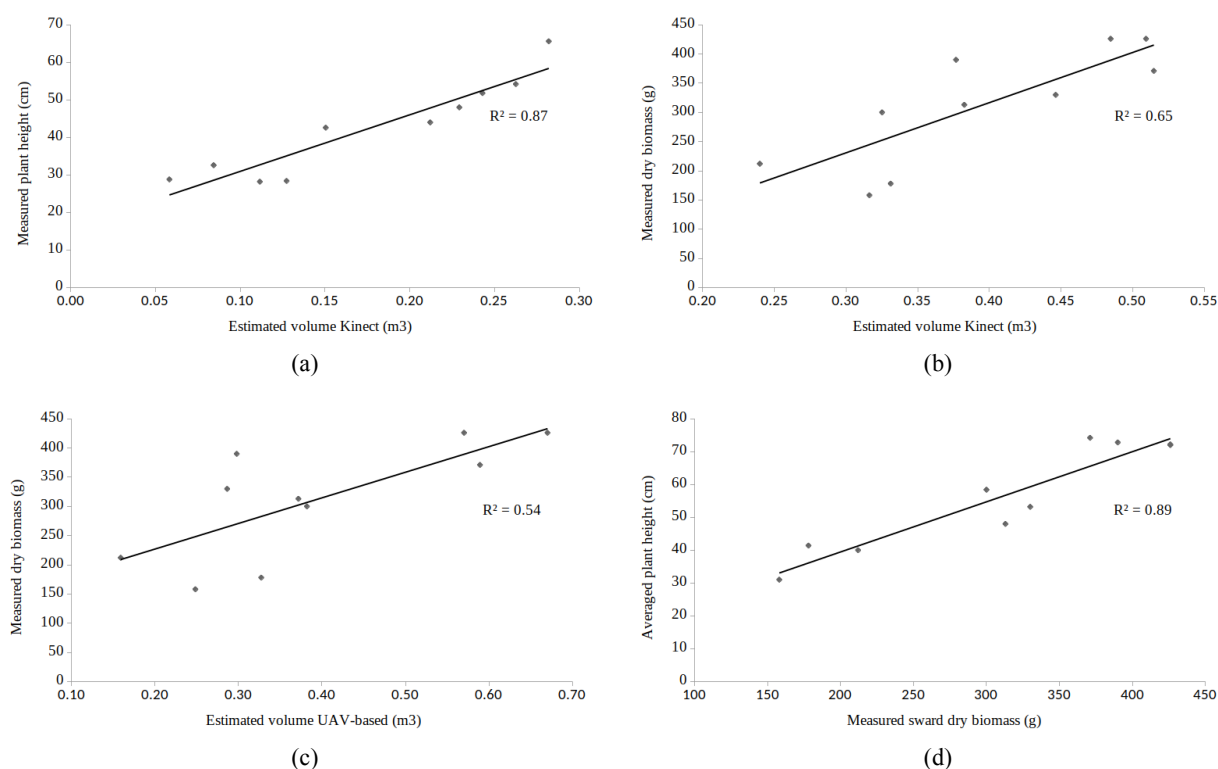 70
60
50
40
30
20
10
0
Measured plant height (cm)
R² = 0.87
0.00 0.05 0.10 0.15 0.20 0.25 0.30
Estimated volume Kinect (m3)
(a)
450
400
350
300
250
200
150
100
50
0
Measured dry biomass (g)
R² = 0.65
0.20 0.25 0.30 0.35 0.40 0.45 0.50 0.55
Estimated volume Kinect (m3)
(b)
450
400
350
300
250
200
150
100
50
0
Measured dry biomass (g)
R² = 0.54
0.10 0.20 0.30 0.40 0.50 0.60 0.70
Estimated volume UAV-based (m3)
(c)
80
70
60
50
40
30
20
10
0
Averaged plant height (cm)
R² = 0.89
100 150 200 250 300 350 400 450
Measured sward dry biomass (g)
(d)